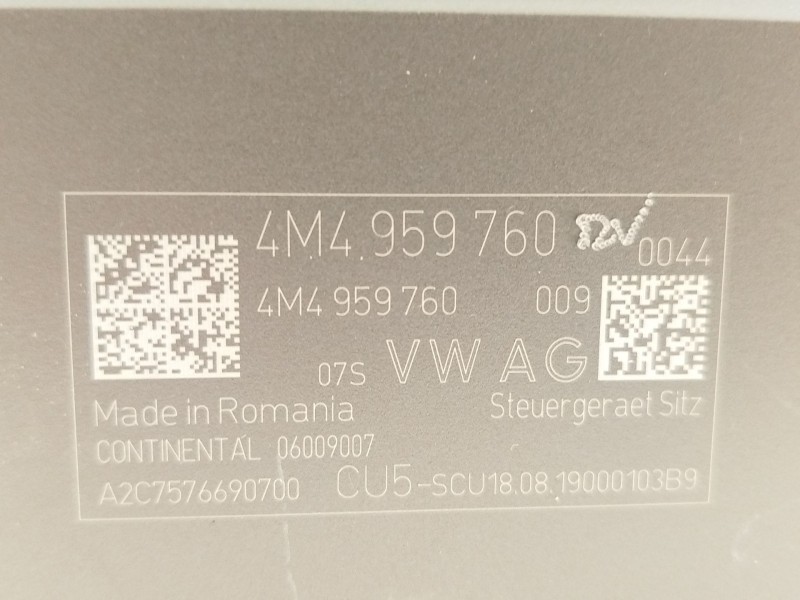 4M4.959 760
0044
4M4 959 760 009
07S VW AG
Made in Romania Steuergeraet Sitz
CONTINENTAL 06009007
A2C7576690700 CU5-SCU18.08.19000103B9